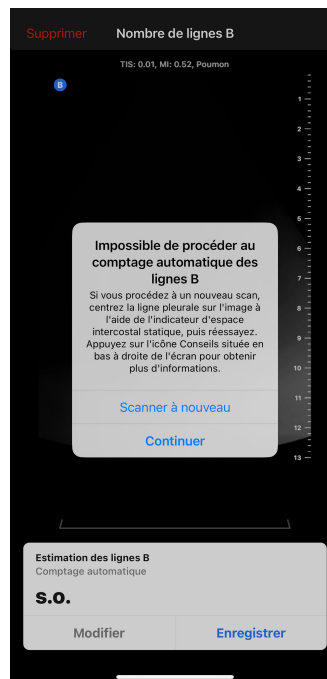 Supprimer Nombre de lignes B
TIS: 0.01, MI: 0.52, Poumon
B
1
2
3
4
5
6
7
8
9
10
11
12
13
Impossible de procéder au
comptage automatique des
lignes B
Si vous procédez à un nouveau scan,
centrez la ligne pleurale sur l'image à
l'aide de l'indicateur d'espace
intercostal statique, puis réessayez.
Appuyez sur l'icône Conseils située en
bas à droite de l'écran pour obtenir
plus d'informations.
Scanner à nouveau
Continuer
Estimation des lignes B
Comptage automatique
s.o.
Modifier Enregistrer